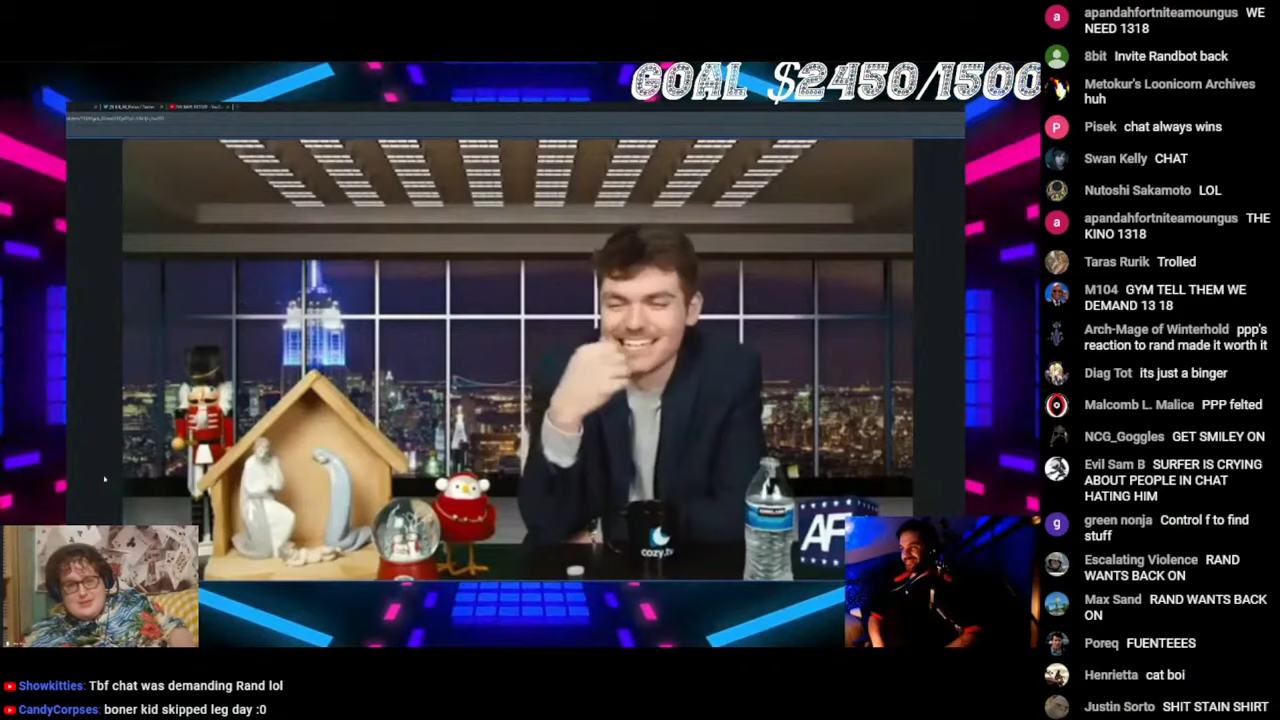 GOAL $2450/1500
apandahfortniteamoungus WE
NEED 1318
8bit Invite Randbot back
Metokur's Loonicorn Archives
huh
Pisek chat always wins
Swan Kelly CHAT
Nutoshi Sakamoto LOL
apandahfortniteamoungus THE
KINO 1318
Taras Rurik Trolled
M104 GYM TELL THEM WE
DEMAND 13 18
Arch-Mage of Winterhold ppp's
reaction to rand made it worth it
Diag Tot its just a binger
Malcomb L. Malice PPP felted
NCG_Goggles GET SMILEY ON
Evil Sam B SURFER IS CRYING
ABOUT PEOPLE IN CHAT
HATING HIM
green nonja Control f to find
stuff
Escalating Violence RAND
WANTS BACK ON
Max Sand RAND WANTS BACK
ON
Poreq FUENTEEES
Henrietta cat boi
Justin Sorto SHIT STAIN SHIRT
cozy.tv
AF
Showkitties: Tbf chat was demanding Rand lol
CandyCorpses: boner kid skipped leg day :0